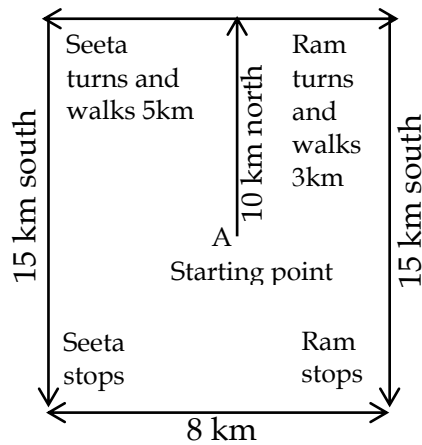 Seeta
turns and
walks 5km
Ram
turns
and
walks
3km
10 km north
15 km south
15 km south
A
Starting point
Seeta
stops
Ram
stops
8 km